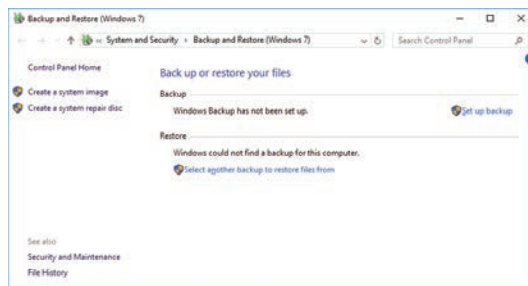 Backup and Restore (Windows 7)
« System and Security › Backup and Restore (Windows 7)
Search Control Panel
Control Panel Home
Create a system image
Create a system repair disc
Back up or restore your files
Backup
Windows Backup has not been set up.
Set up backup
Restore
Windows could not find a backup for this computer.
Select another backup to restore files from
See also
Security and Maintenance
File History